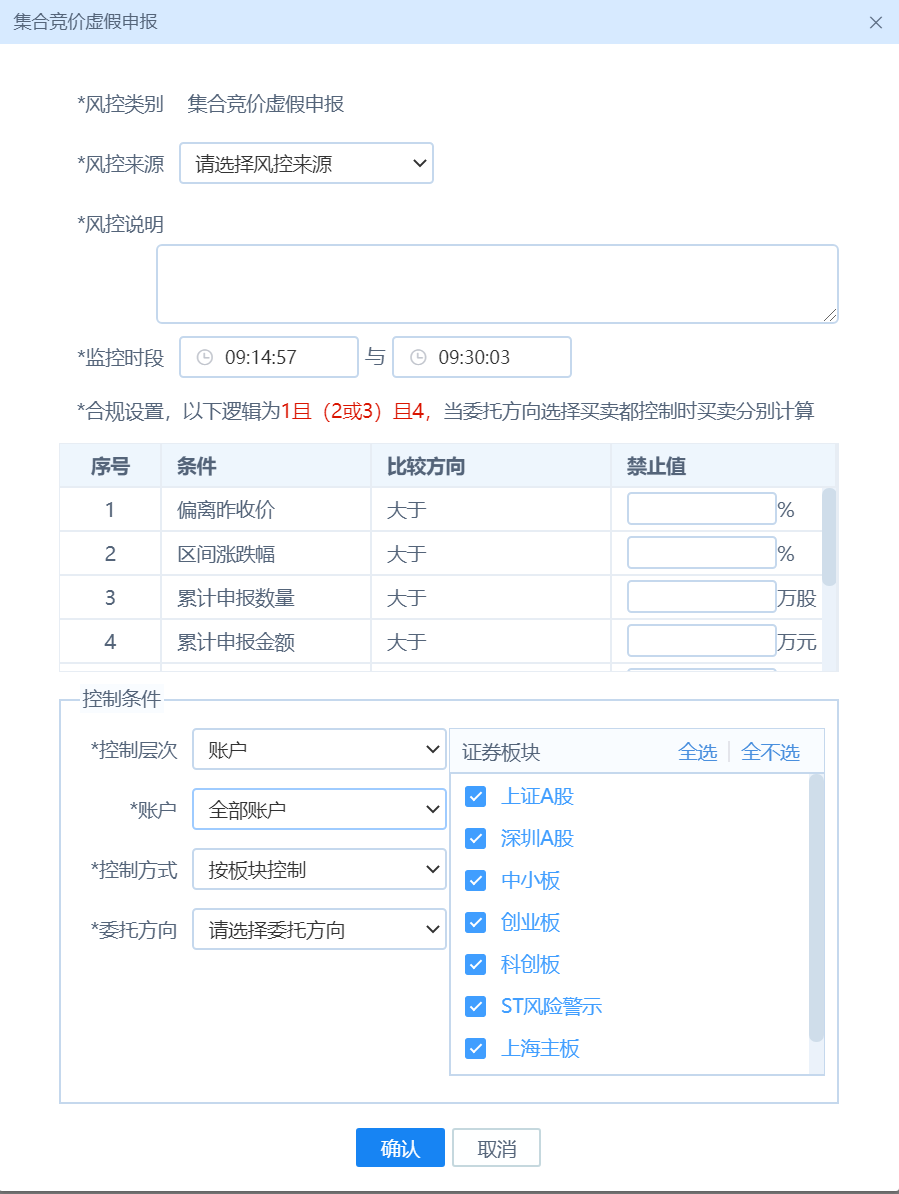 集合竞价虚假申报
*风控类别 集合竞价虚假申报
*风控来源 请选择风控来源
*风控说明
*监控时段 09:14:57 与 09:30:03
*合规设置，以下逻辑为1且（2或3）且4，当委托方向选择买卖都控制时买卖分别计算
序号 条件 比较方向 禁止值
1 偏离昨收价 大于 %
2 区间涨跌幅 大于 %
3 累计申报数量 大于 万股
4 累计申报金额 大于 万元
控制条件
*控制层次 账户 证券板块 全选 全不选
上证A股
*账户 全部账户
深圳A股
*控制方式 按板块控制 中小板
*委托方向 请选择委托方向 创业板
科创板
ST风险警示
上海主板
确认 取消